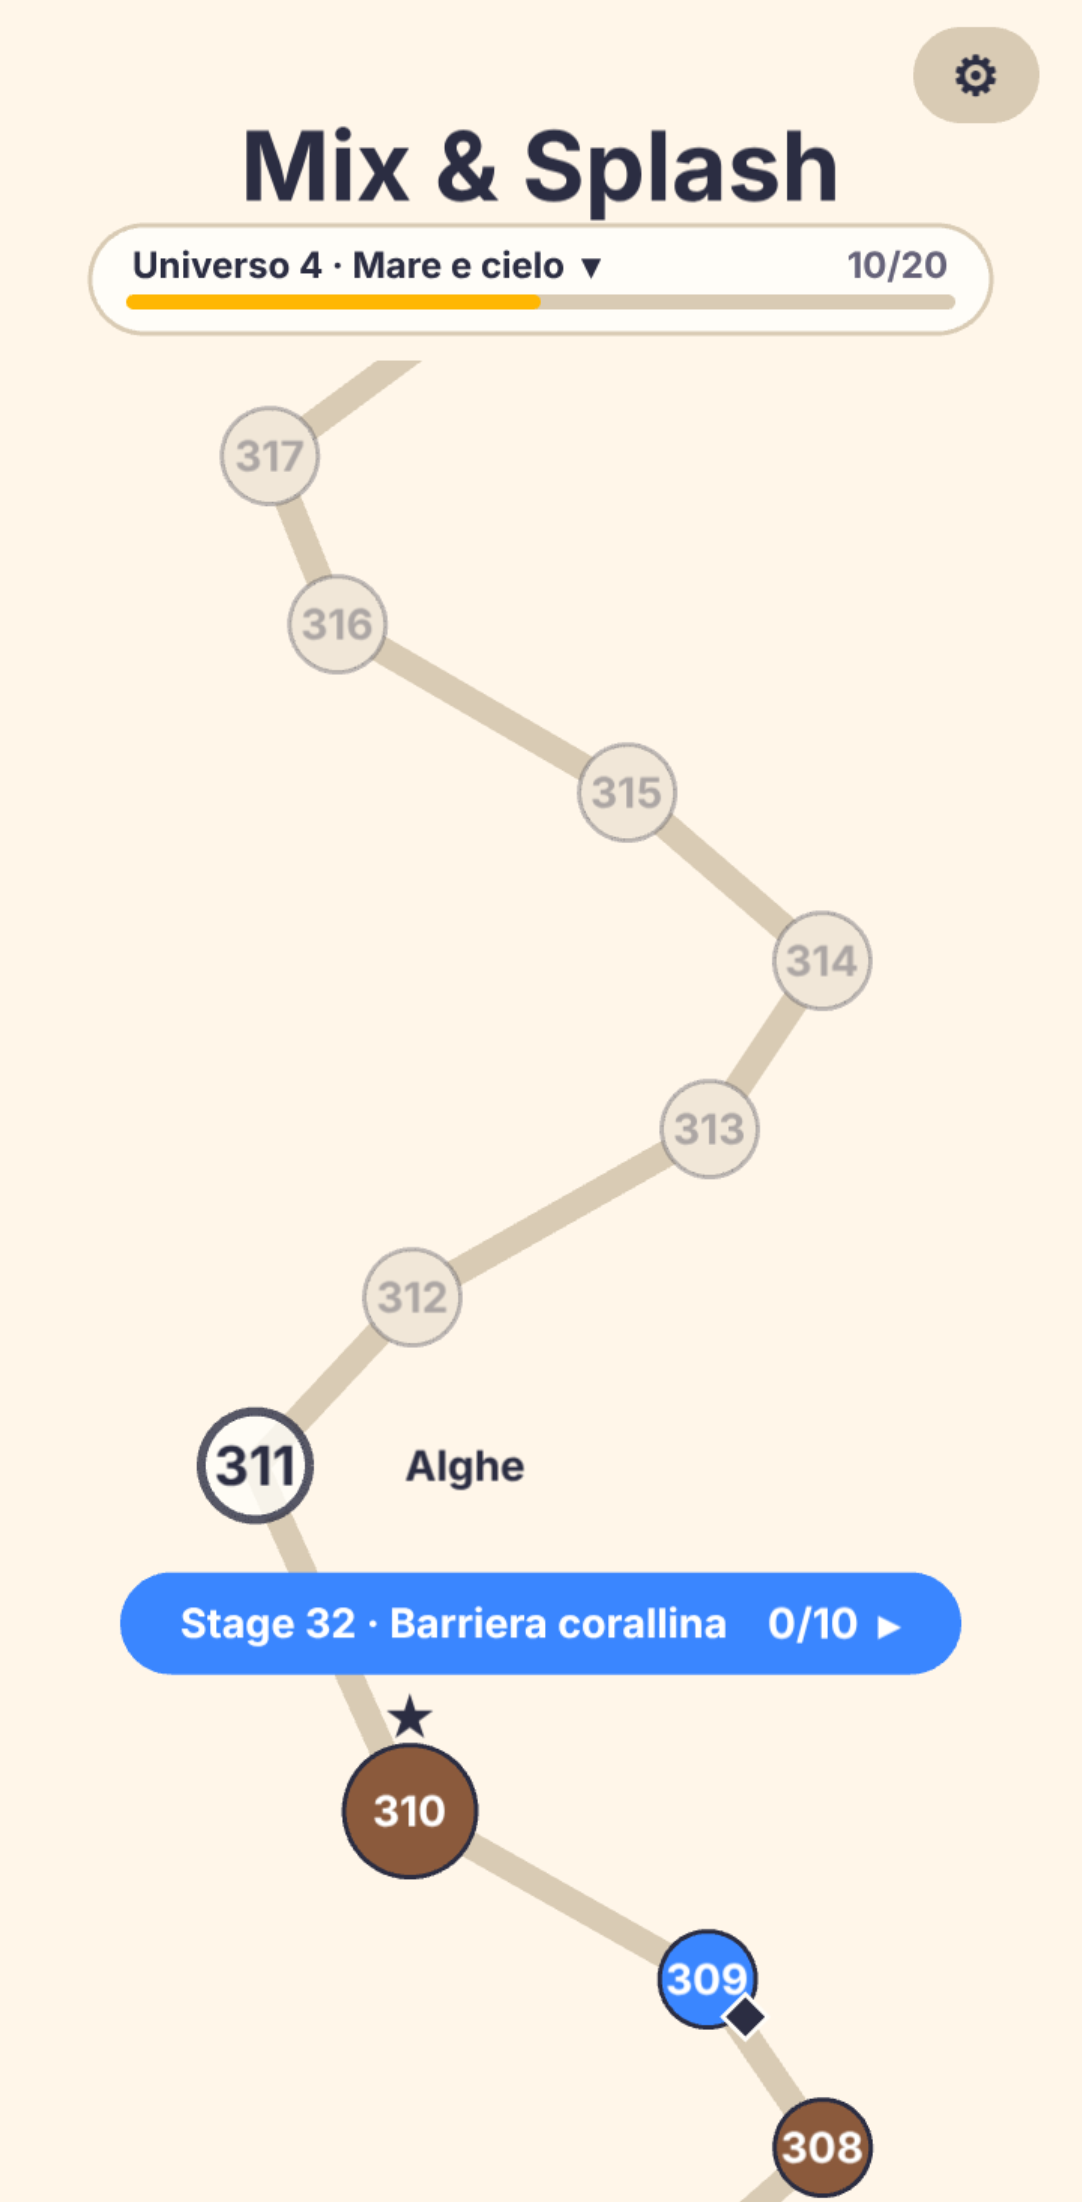 Mix & Splash
Universo 4 · Mare e cielo ▼ 10/20
317
316
315
314
313
312
311 Alghe
Stage 32 · Barriera corallina 0/10 ▶
310
309
308